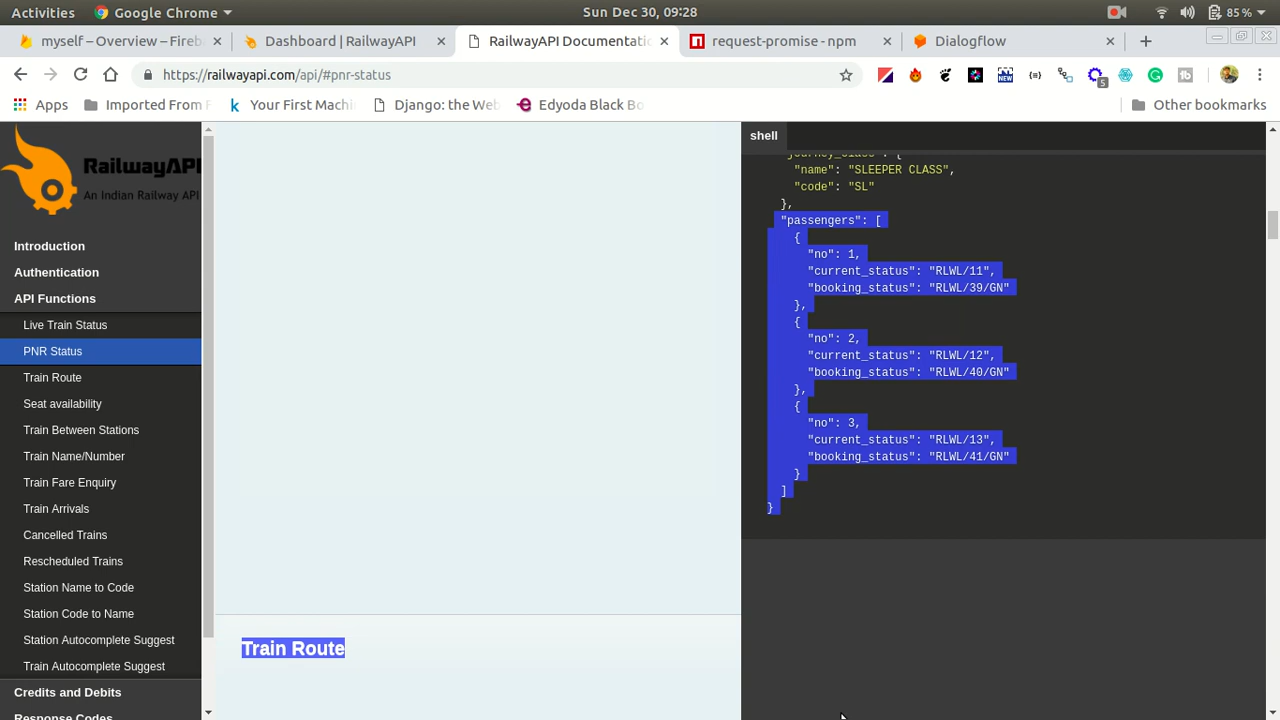 Activities Google Chrome Sun Dec 30, 09:28 85 %
myself – Overview – Fireb Dashboard | RailwayAPI RailwayAPI Documentatio request-promise - npm Dialogflow
https://railwayapi.com/api/#pnr-status
5
Apps Imported From F Your First Machi Django: the Web Edyoda Black Bo Other bookmarks
RailwayAPI
An Indian Railway API
Introduction
Authentication
API Functions
Live Train Status
PNR Status
Train Route
Seat availability
Train Between Stations
Train Name/Number
Train Fare Enquiry
Train Arrivals
Cancelled Trains
Rescheduled Trains
Station Name to Code
Station Code to Name
Station Autocomplete Suggest
Train Autocomplete Suggest
Credits and Debits
Response Codes
Train Route
shell
"journey_class": {
"name": "SLEEPER CLASS",
"code": "SL"
},
"passengers": [
{
"no": 1,
"current_status": "RLWL/11",
"booking_status": "RLWL/39/GN"
},
{
"no": 2,
"current_status": "RLWL/12",
"booking_status": "RLWL/40/GN"
},
{
"no": 3,
"current_status": "RLWL/13",
"booking_status": "RLWL/41/GN"
}
]
}